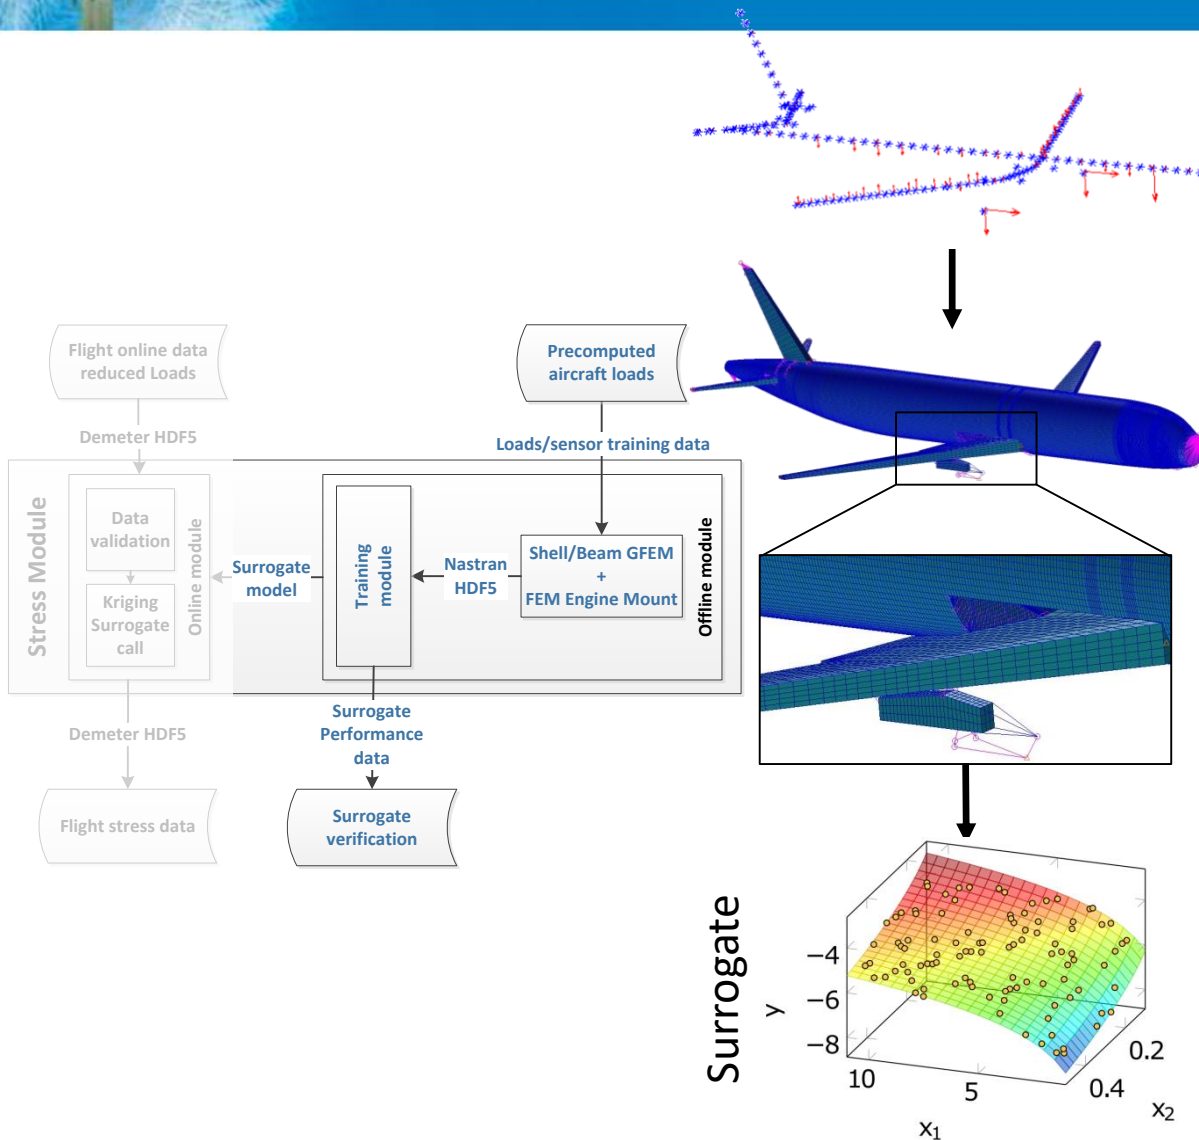 Flight online data
reduced Loads
Precomputed
aircraft loads
Demeter HDF5
Loads/sensor training data
Stress Module
Online module
Data
validation
Kriging
Surrogate
call
Surrogate
model
Training
module
Nastran
HDF5
Shell/Beam GFEM
+
FEM Engine Mount
Offline module
Demeter HDF5
Surrogate
Performance
data
Flight stress data
Surrogate
verification
Surrogate
y
−4
−6
−8
10
5
x₁
0.4
0.2
x₂